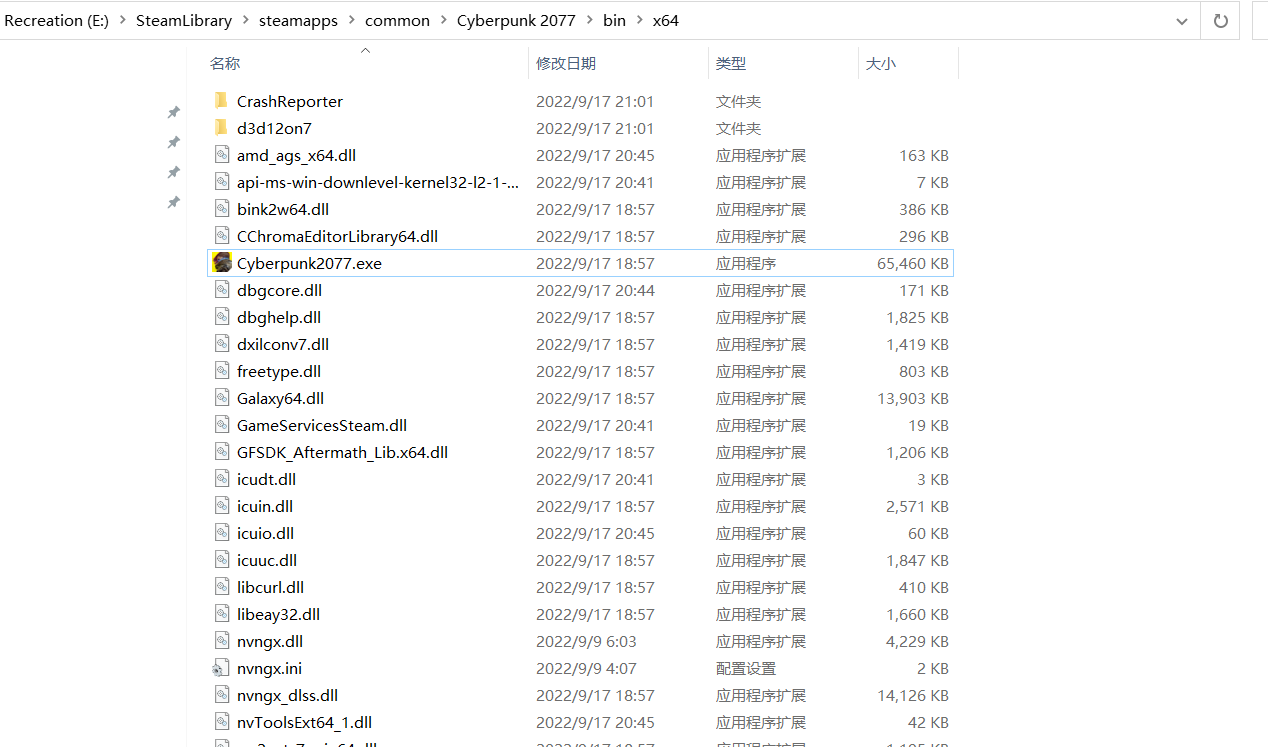 Recreation (E:) > SteamLibrary > steamapps > common > Cyberpunk 2077 > bin > x64
名称 修改日期 类型 大小
CrashReporter 2022/9/17 21:01 文件夹
d3d12on7 2022/9/17 21:01 文件夹
amd_ags_x64.dll 2022/9/17 20:45 应用程序扩展 163 KB
api-ms-win-downlevel-kernel32-l2-1-... 2022/9/17 20:41 应用程序扩展 7 KB
bink2w64.dll 2022/9/17 18:57 应用程序扩展 386 KB
CChromaEditorLibrary64.dll 2022/9/17 18:57 应用程序扩展 296 KB
Cyberpunk2077.exe 2022/9/17 18:57 应用程序 65,460 KB
dbgcore.dll 2022/9/17 20:44 应用程序扩展 171 KB
dbghelp.dll 2022/9/17 18:57 应用程序扩展 1,825 KB
dxilconv7.dll 2022/9/17 18:57 应用程序扩展 1,419 KB
freetype.dll 2022/9/17 18:57 应用程序扩展 803 KB
Galaxy64.dll 2022/9/17 18:57 应用程序扩展 13,903 KB
GameServicesSteam.dll 2022/9/17 20:41 应用程序扩展 19 KB
GFSDK_Aftermath_Lib.x64.dll 2022/9/17 18:57 应用程序扩展 1,206 KB
icudt.dll 2022/9/17 20:41 应用程序扩展 3 KB
icuin.dll 2022/9/17 18:57 应用程序扩展 2,571 KB
icuio.dll 2022/9/17 20:45 应用程序扩展 60 KB
icuuc.dll 2022/9/17 18:57 应用程序扩展 1,847 KB
libcurl.dll 2022/9/17 18:57 应用程序扩展 410 KB
libeay32.dll 2022/9/17 18:57 应用程序扩展 1,660 KB
nvngx.dll 2022/9/9 6:03 应用程序扩展 4,229 KB
nvngx.ini 2022/9/9 4:07 配置设置 2 KB
nvngx_dlss.dll 2022/9/17 18:57 应用程序扩展 14,126 KB
nvToolsExt64_1.dll 2022/9/17 20:45 应用程序扩展 42 KB